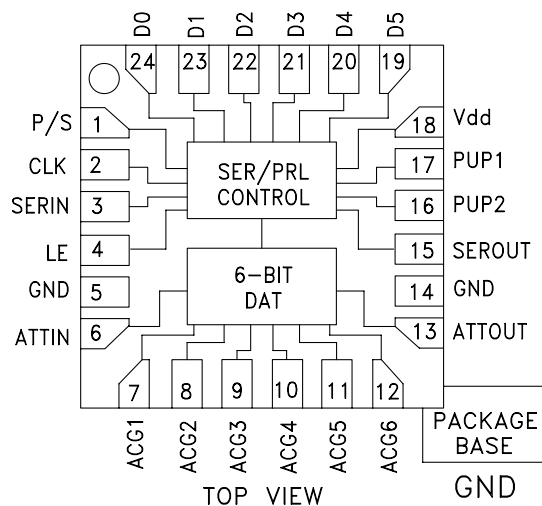 D0 D1 D2 D3 D4 D5
24 23 22 21 20 19
P/S 1 18 Vdd
CLK 2 17 PUP1
SERIN 3 16 PUP2
LE 4 15 SEROUT
GND 5 14 GND
ATTIN 6 13 ATTOUT
SER/PRL
CONTROL
6-BIT
DAT
7 8 9 10 11 12
ACG1 ACG2 ACG3 ACG4 ACG5 ACG6
PACKAGE
BASE
GND
TOP VIEW